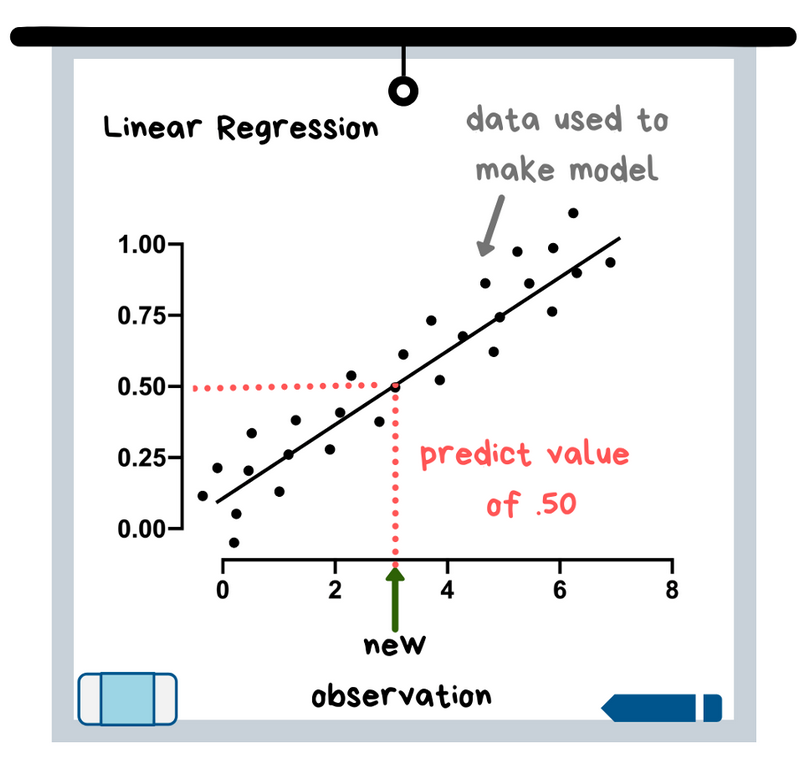 Linear Regression
data used to
make model
1.00
0.75
0.50
0.25
0.00
predict value
of .50
0 2 4 6 8
new
observation